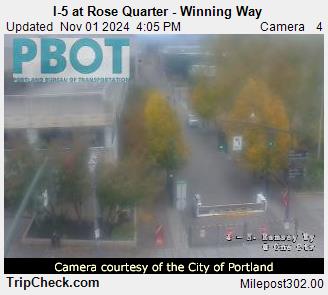 I-5 at Rose Quarter - Winning Way
Updated Nov 01 2024 4:05 PM Camera 4
PBOT
PORTLAND BUREAU OF TRANSPORTATION
Camera courtesy of the City of Portland
TripCheck.com Milepost302.00